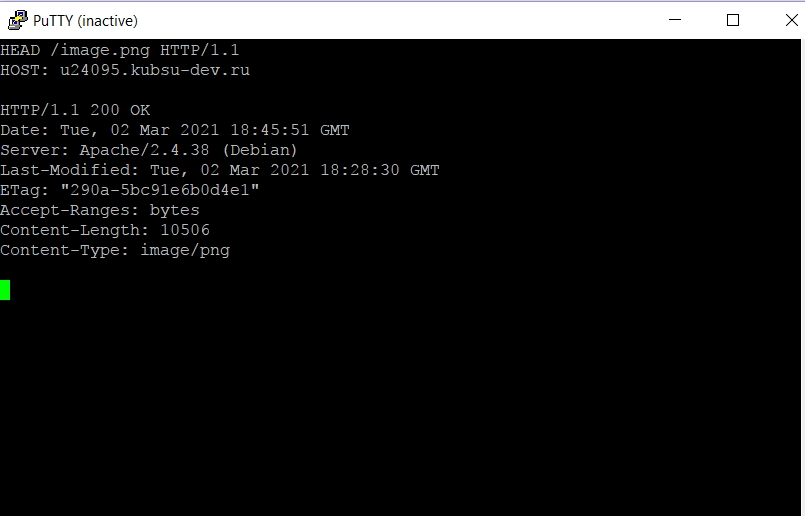 PuTTY (inactive)
HEAD /image.png HTTP/1.1
HOST: u24095.kubsu-dev.ru
HTTP/1.1 200 OK
Date: Tue, 02 Mar 2021 18:45:51 GMT
Server: Apache/2.4.38 (Debian)
Last-Modified: Tue, 02 Mar 2021 18:28:30 GMT
ETag: "290a-5bc91e6b0d4e1"
Accept-Ranges: bytes
Content-Length: 10506
Content-Type: image/png